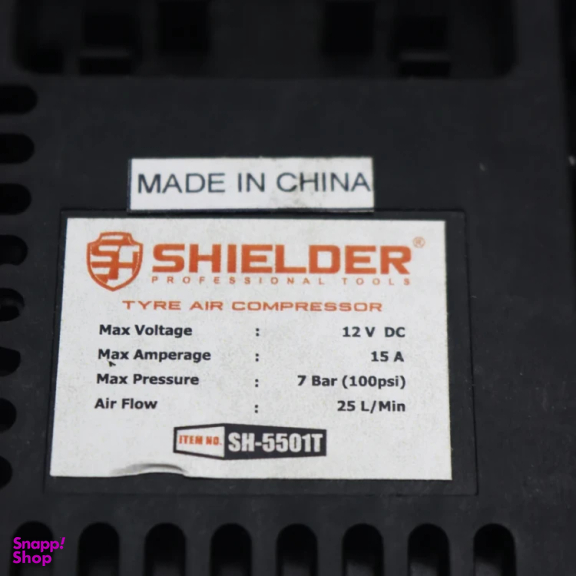 MADE IN CHINA
SH SHIELDER®
PROFESSIONAL TOOLS
TYRE AIR COMPRESSOR
Max Voltage : 12 V DC
Max Amperage : 15 A
Max Pressure : 7 Bar (100psi)
Air Flow : 25 L/Min
ITEM NO. SH-5501T
Snapp!
Shop